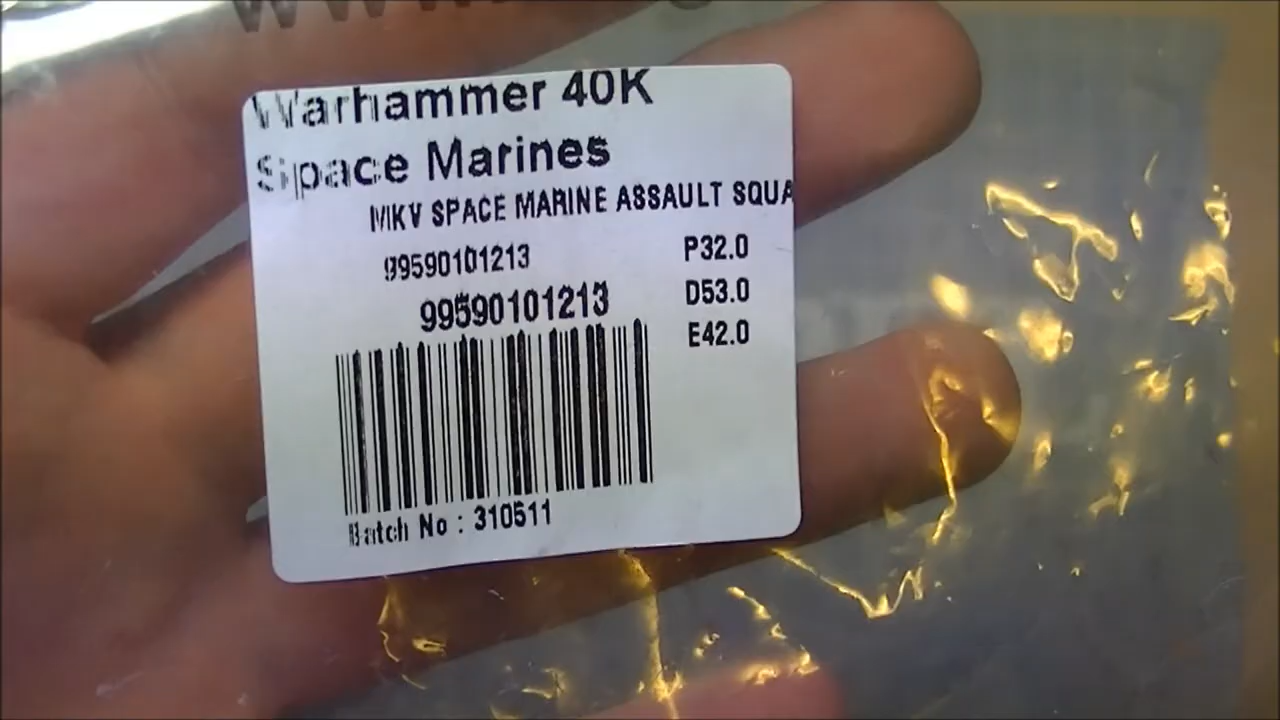 Warhammer 40K
Space Marines
MKV SPACE MARINE ASSAULT SQUA
99590101213 P32.0
99590101213 D53.0
E42.0
Batch No : 310511